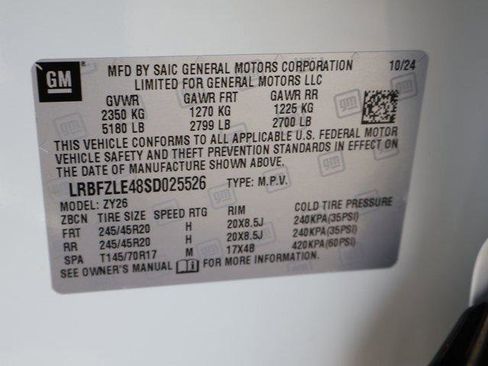 GM
MFD BY SAIC GENERAL MOTORS CORPORATION 10/24
LIMITED FOR GENERAL MOTORS LLC
GVWR GAWR FRT GAWR RR
2350 KG 1270 KG 1225 KG
5180 LB 2799 LB 2700 LB
THIS VEHICLE CONFORMS TO ALL APPLICABLE U.S. FEDERAL MOTOR
VEHICLE SAFETY AND THEFT PREVENTION STANDARDS IN EFFECT ON
THE DATE OF MANUFACTURE SHOWN ABOVE.
LRBFZLE48SD025526 TYPE: M.P.V.
MODEL: ZY26
ZBCN TIRE SIZE SPEED RTG RIM COLD TIRE PRESSURE
FRT 245/45R20 H 20X8.5J 240KPA(35PSI)
RR 245/45R20 H 20X8.5J 240KPA(35PSI)
SPA T145/70R17 M 17X4B 420KPA(60PSI)
SEE OWNER'S MANUAL FOR MORE INFORMATION.